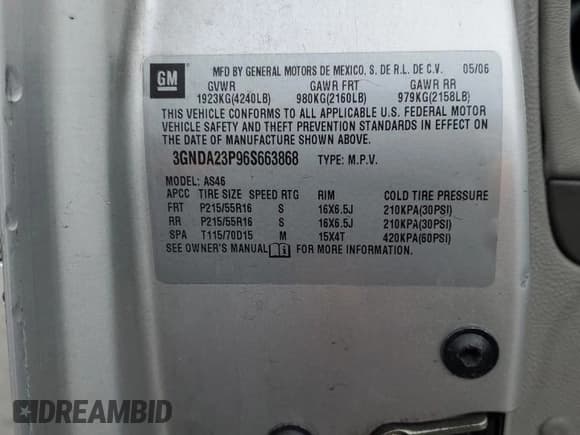 GM
MFD BY GENERAL MOTORS DE MEXICO, S. DE R.L. DE C.V. 05/06
GVWR GAWR FRT GAWR RR
1923KG(4240LB) 980KG(2160LB) 979KG(2158LB)
THIS VEHICLE CONFORMS TO ALL APPLICABLE U.S. FEDERAL MOTOR
VEHICLE SAFETY AND THEFT PREVENTION STANDARDS IN EFFECT ON
THE DATE OF MANUFACTURE SHOWN ABOVE.
3GNDA23P96S663868 TYPE: M.P.V.
MODEL: AS46
APCC TIRE SIZE SPEED RTG RIM COLD TIRE PRESSURE
FRT P215/55R16 S 16X6.5J 210KPA(30PSI)
RR P215/55R16 S 16X6.5J 210KPA(30PSI)
SPA T115/70D15 M 15X4T 420KPA(60PSI)
SEE OWNER'S MANUAL FOR MORE INFORMATION.
DREAMBID